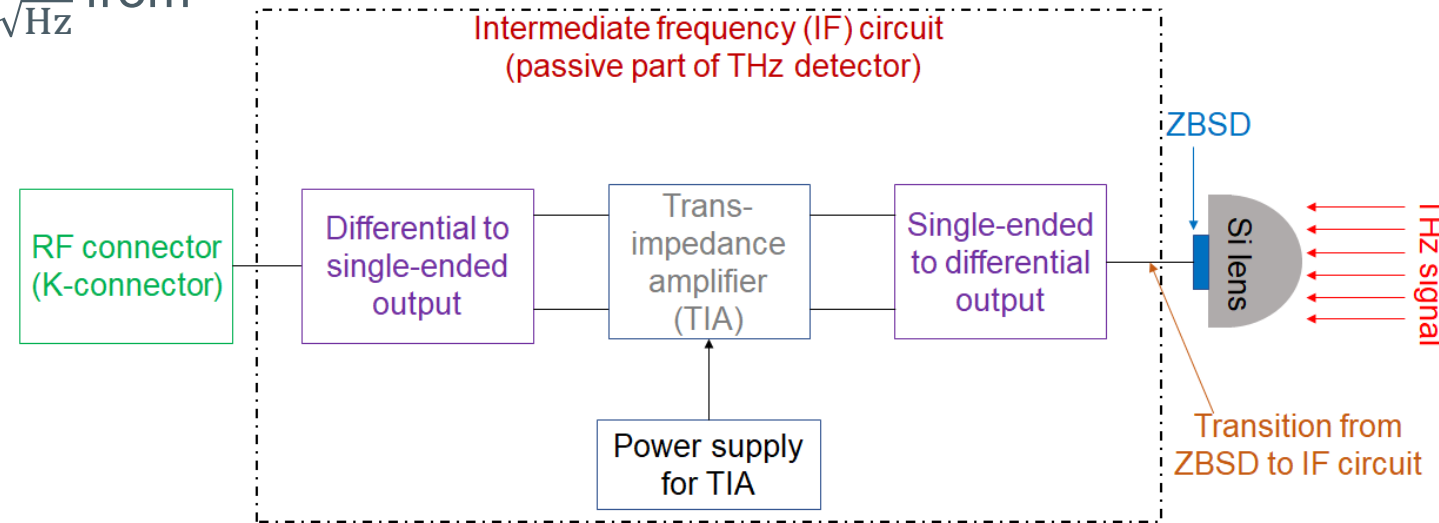 √Hz from
Intermediate frequency (IF) circuit
(passive part of THz detector)
ZBSD
RF connector
(K-connector)
Differential to
single-ended
output
Trans-
impedance
amplifier
(TIA)
Single-ended
to differential
output
Si lens
THz signal
Power supply
for TIA
Transition from
ZBSD to IF circuit